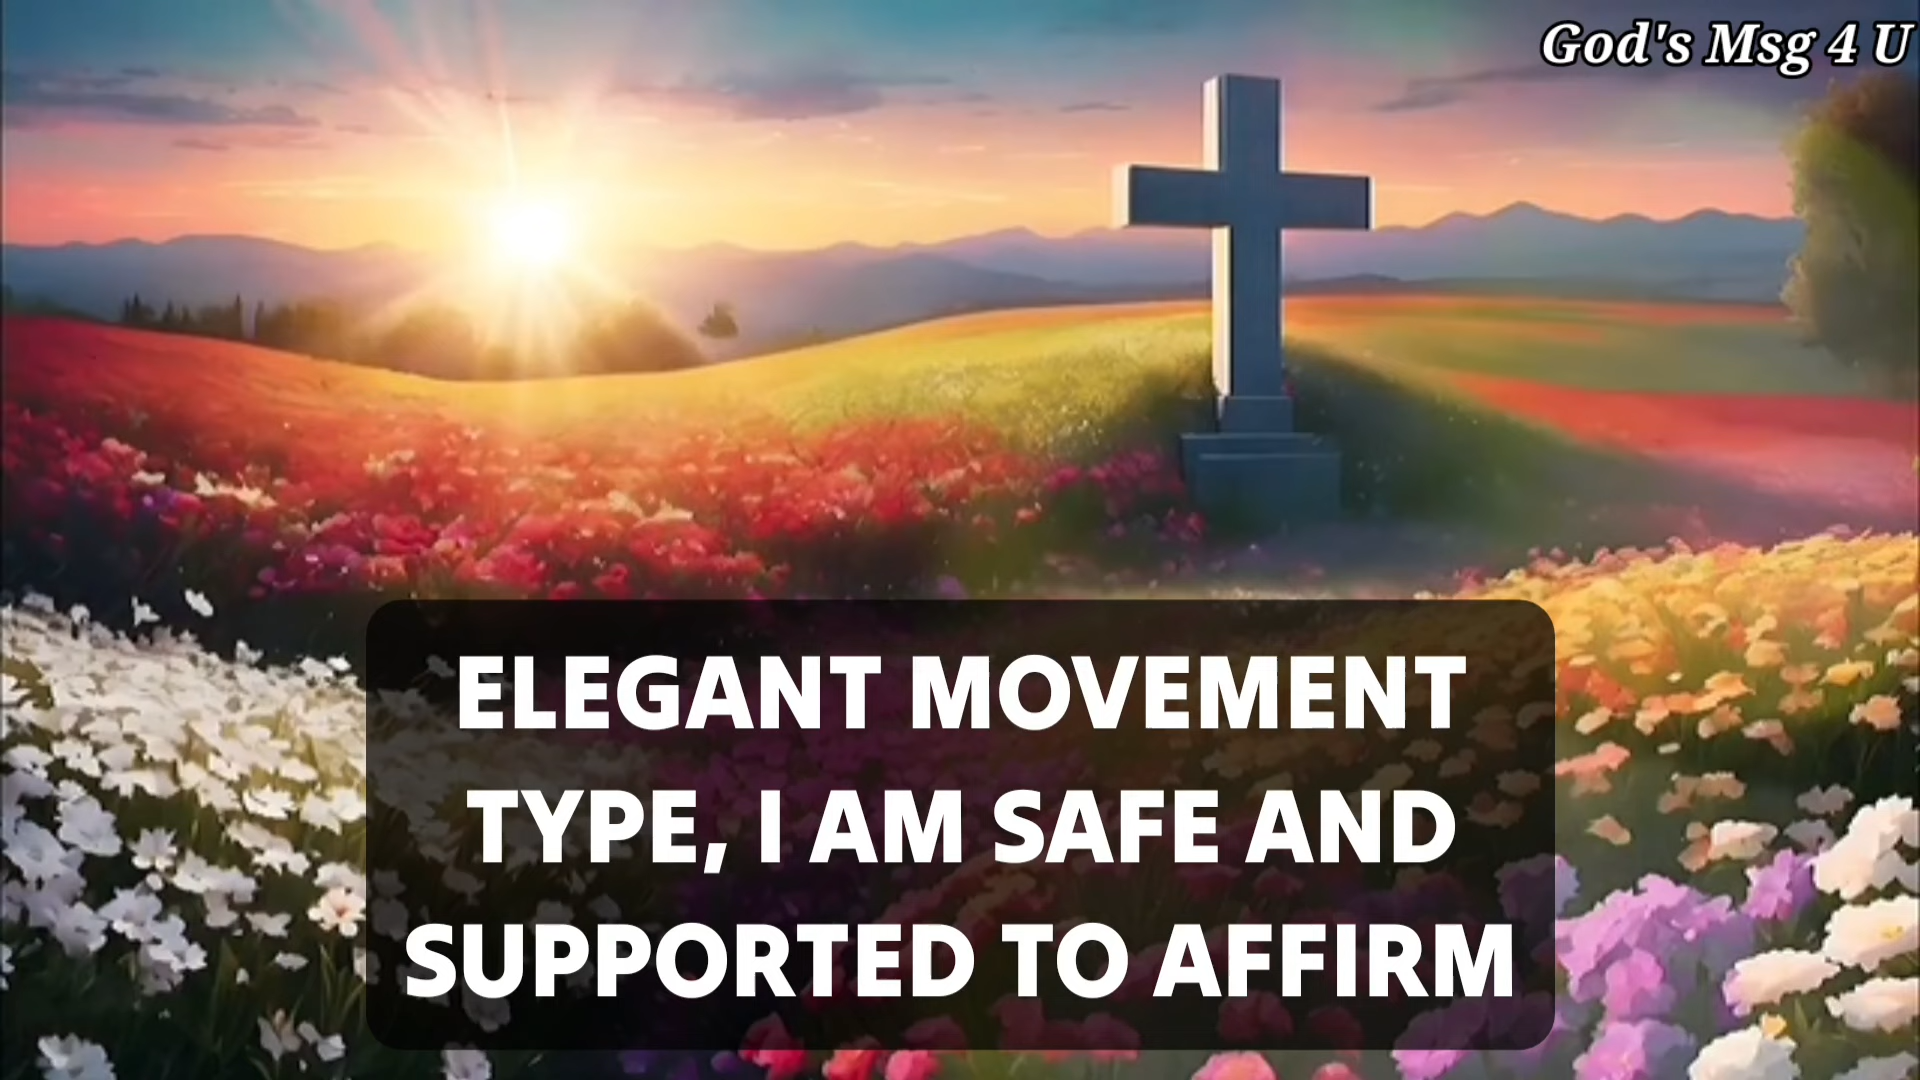 God's Msg 4 U
ELEGANT MOVEMENT
TYPE, I AM SAFE AND
SUPPORTED TO AFFIRM